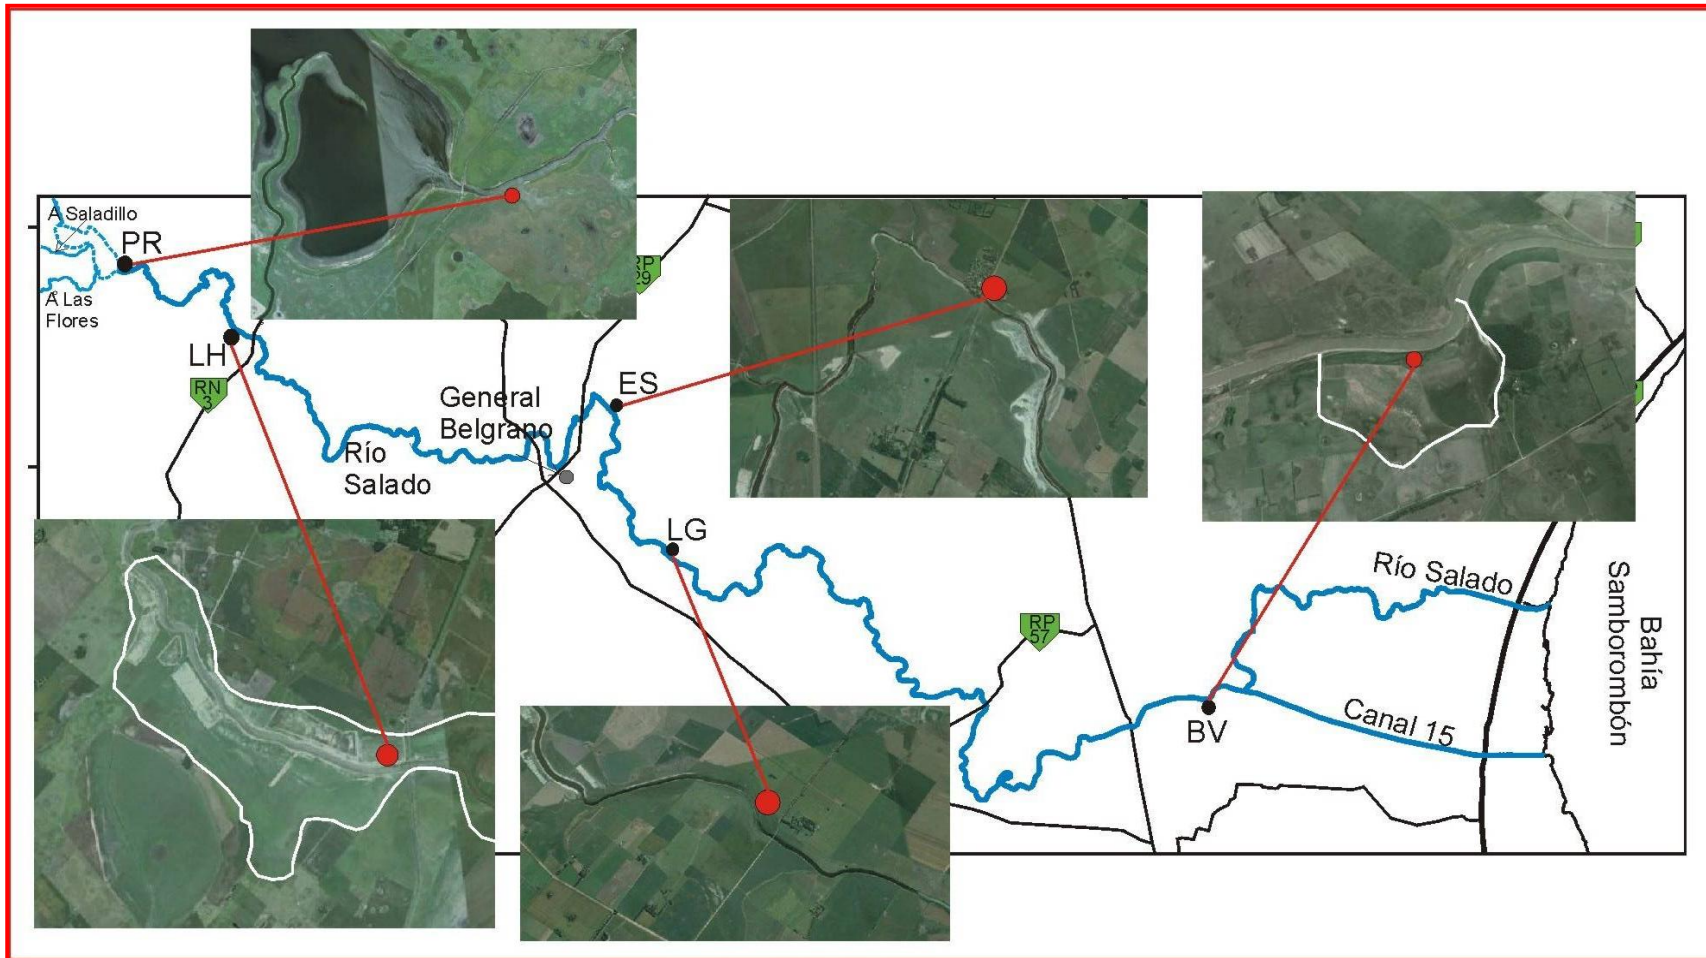 A Saladillo
PR
A Las
Flores
LH
RN
3
RP
29
General
Belgrano
ES
Río
Salado
LG
RP
57
Río Salado
Canal 15
BV
Bahía
Samborombón